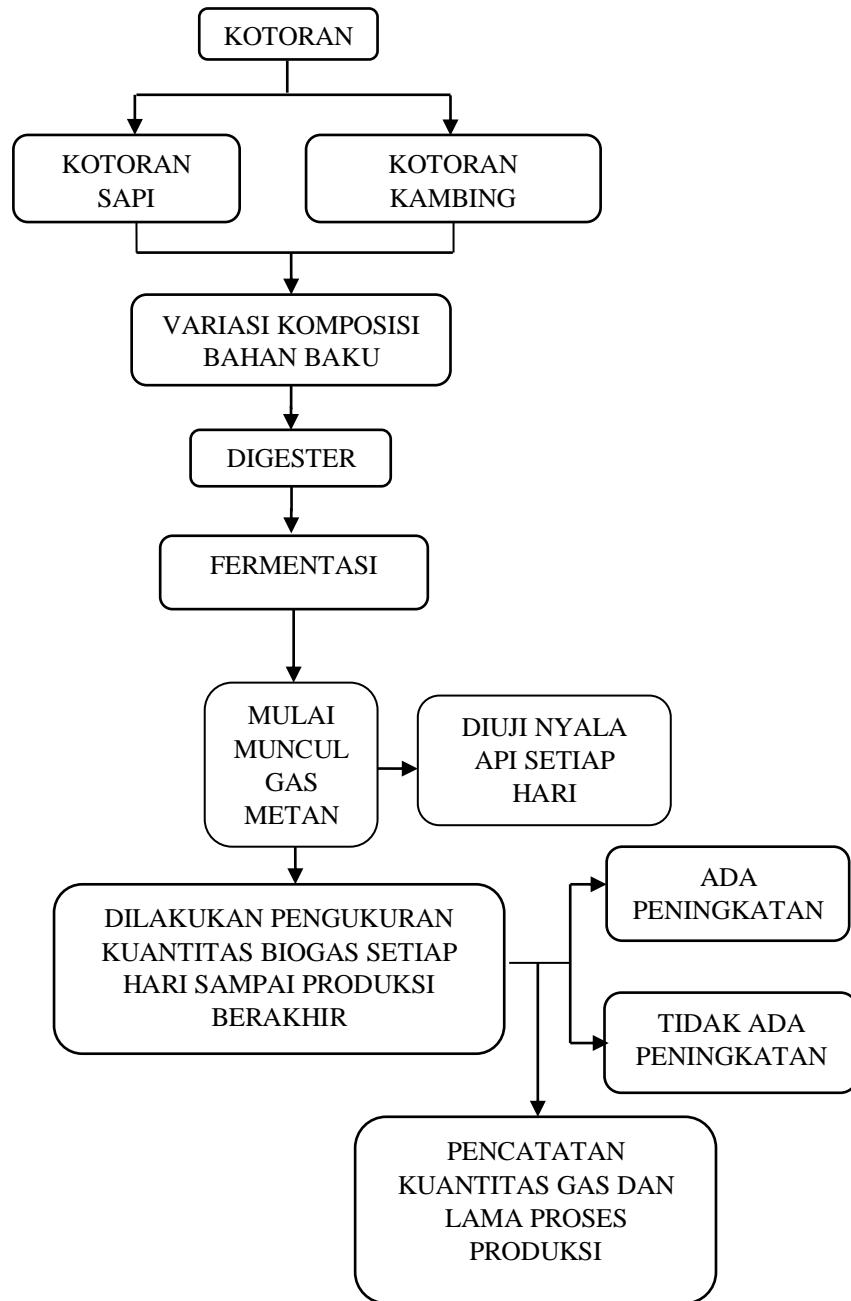 KOTORAN
KOTORAN
SAPI
KOTORAN
KAMBING
VARIASI KOMPOSISI
BAHAN BAKU
DIGESTER
FERMENTASI
MULAI
MUNCUL
GAS
METAN
DIUJI NYALA
API SETIAP
HARI
DILAKUKAN PENGUKURAN
KUANTITAS BIOGAS SETIAP
HARI SAMPAI PRODUKSI
BERAKHIR
ADA
PENINGKATAN
TIDAK ADA
PENINGKATAN
PENCATATAN
KUANTITAS GAS DAN
LAMA PROSES
PRODUKSI